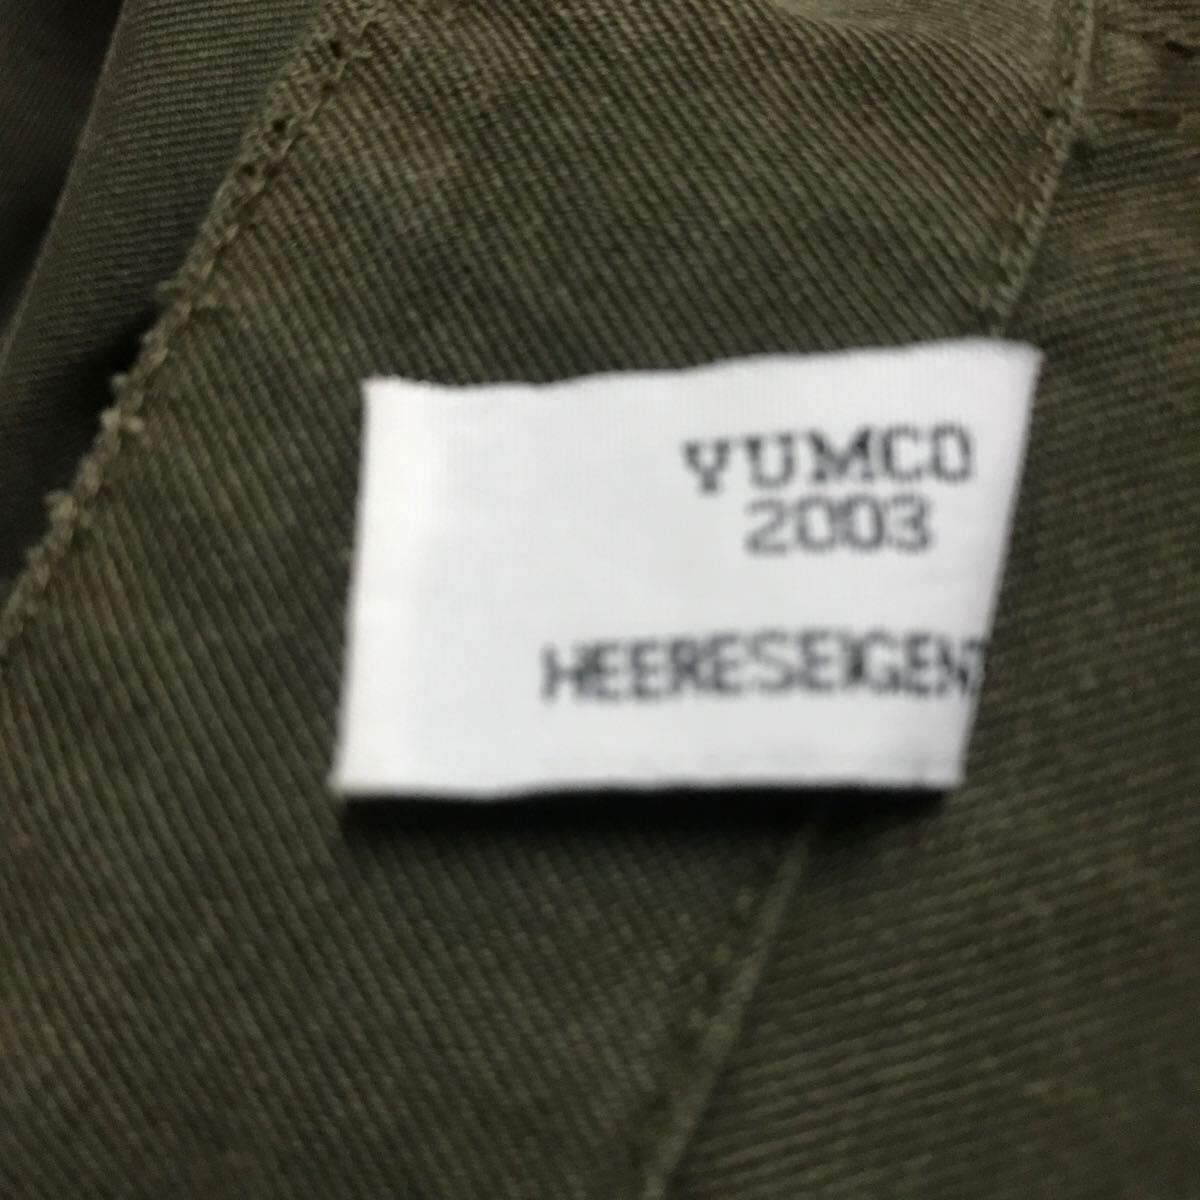 YUMCO
2003
HEERESEIGENT